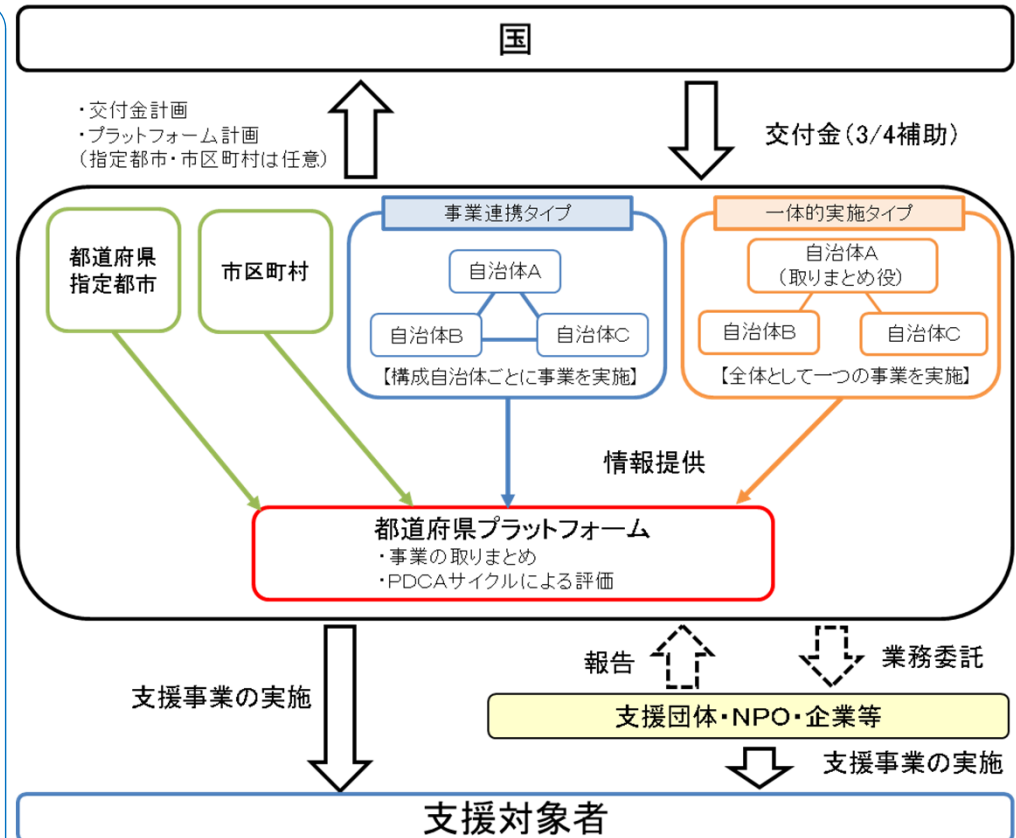 国
・交付金計画
・プラットフォーム計画
(指定都市・市区町村は任意)
交付金(3/4補助)
都道府県
指定都市
市区町村
事業連携タイプ
自治体A
自治体B
自治体C
【構成自治体ごとに事業を実施】
一体的実施タイプ
自治体A
(取りまとめ役)
自治体B
自治体C
【全体として一つの事業を実施】
情報提供
都道府県プラットフォーム
・事業の取りまとめ
・PDCAサイクルによる評価
支援事業の実施
報告
業務委託
支援団体・NPO・企業等
支援事業の実施
支援対象者